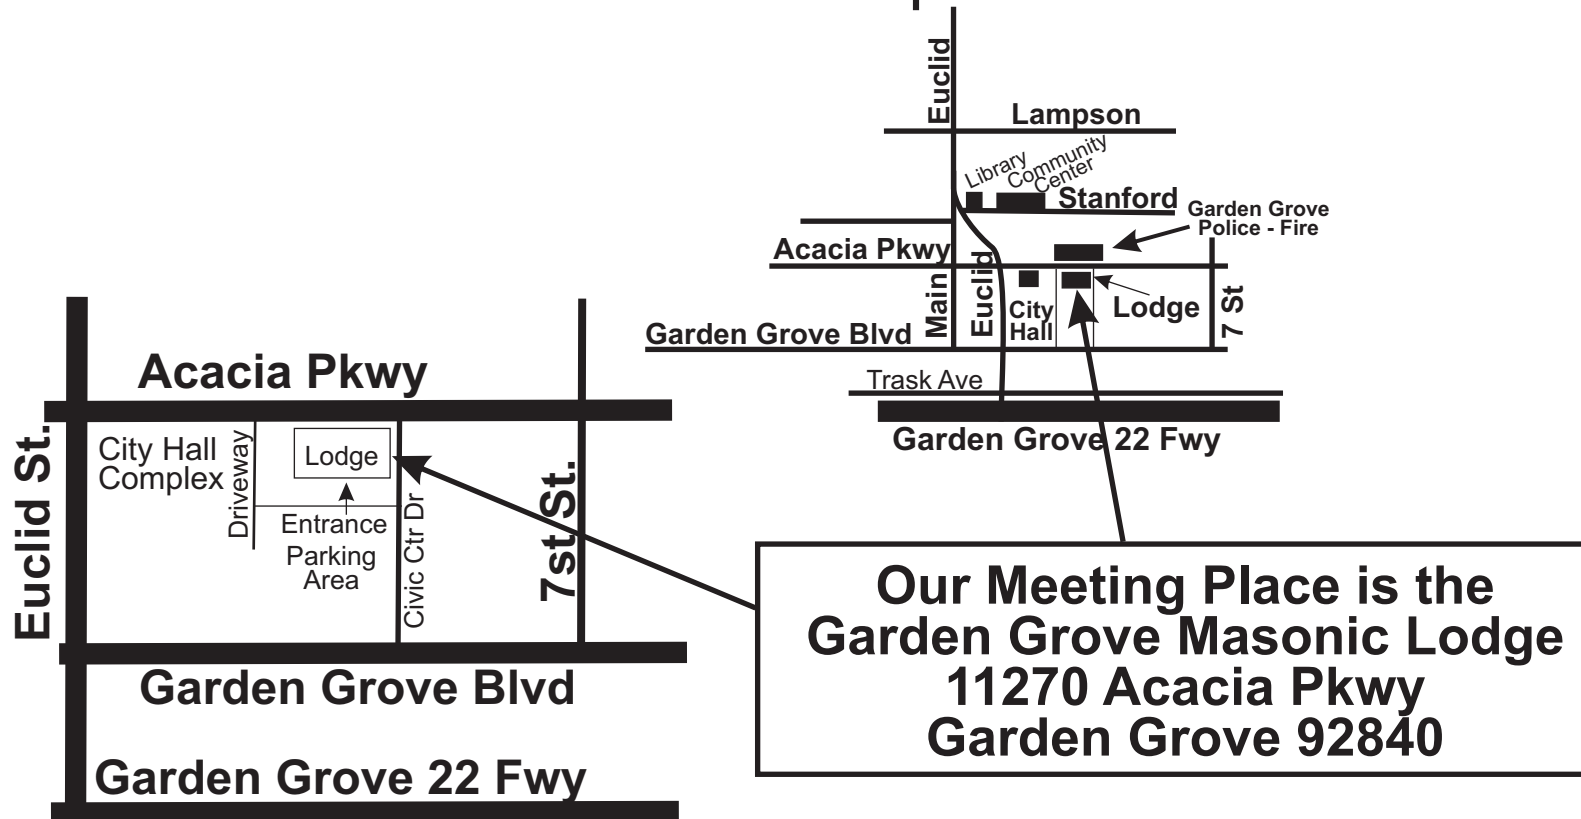 Euclid
Lampson
Library
Community
Center
Stanford
Garden Grove
Police - Fire
Acacia Pkwy
Main
Euclid
City
Hall
Lodge
7 St
Garden Grove Blvd
Trask Ave
Garden Grove 22 Fwy
Acacia Pkwy
Euclid St.
City Hall
Complex
Driveway
Lodge
Entrance
Parking
Area
Civic Ctr Dr
7st St.
Garden Grove Blvd
Garden Grove 22 Fwy
Our Meeting Place is the
Garden Grove Masonic Lodge
11270 Acacia Pkwy
Garden Grove 92840